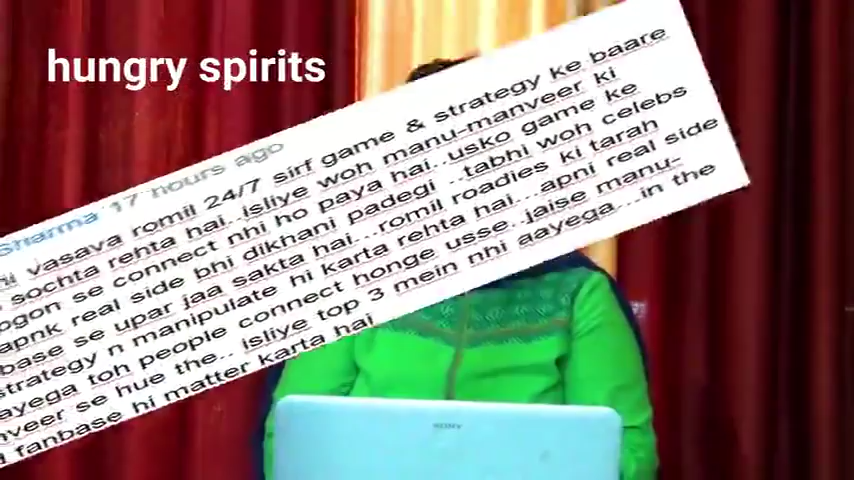 hungry spirits
Sharma 17 hours ago
vasava romil 24/7 sirf game & strategy ke baare
sochta rehta hai..isliye woh manu-manveer ki
logon se connect nhi ho paya hai..usko game ke
apnk real side bhi dikhani padegi ..tabhi woh celebs
base se upar jaa sakta hai...romil roadies ki tarah
strategy n manipulate hi karta rehta hai...apni real side
ayega toh people connect honge usse..jaise manu-
nveer se hue the.. isliye top 3 mein nhi aayega....in the
fanbase hi matter karta hai
SONY